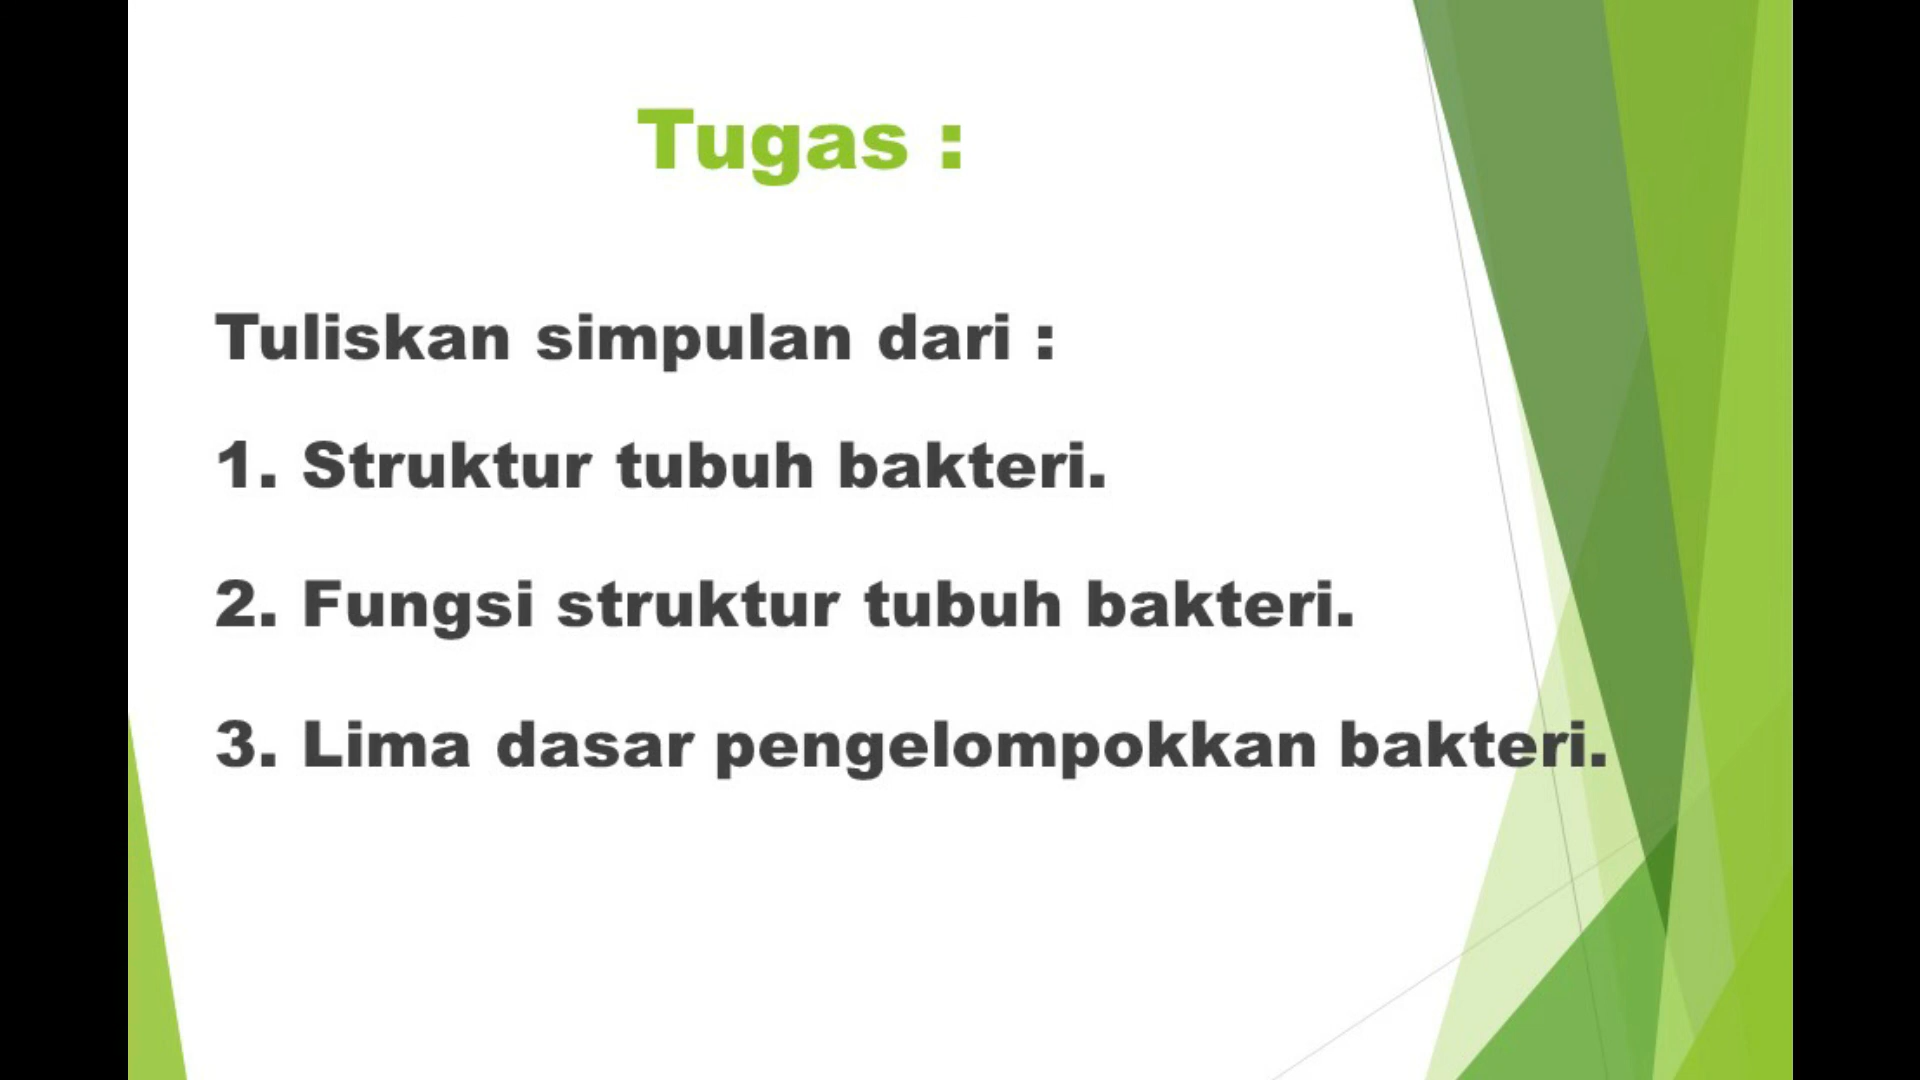 Tugas :
Tuliskan simpulan dari :
1. Struktur tubuh bakteri.
2. Fungsi struktur tubuh bakteri.
3. Lima dasar pengelompokkan bakteri.